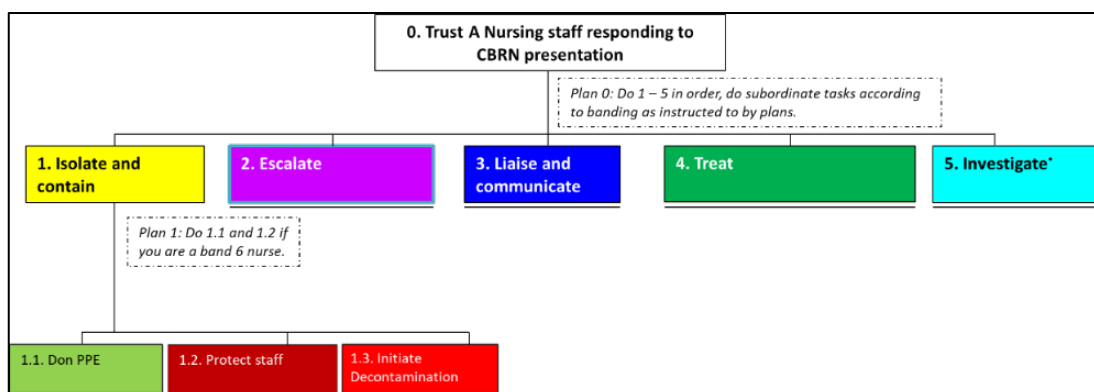 0. Trust A Nursing staff responding to
CBRN presentation
Plan 0: Do 1 – 5 in order, do subordinate tasks according
to banding as instructed to by plans.
1. Isolate and
contain
2. Escalate
3. Liaise and
communicate
4. Treat
5. Investigate*
Plan 1: Do 1.1 and 1.2 if
you are a band 6 nurse.
1.1. Don PPE
1.2. Protect staff
1.3. Initiate
Decontamination